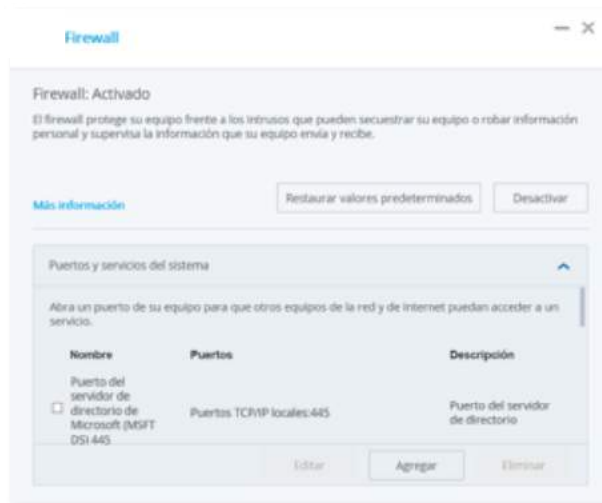 Firewall
Firewall: Activado
El firewall protege su equipo frente a los intrusos que pueden secuestrar su equipo o robar información
personal y supervisa la información que su equipo envía y recibe.
Más información
Restaurar valores predeterminados
Desactivar
Puertos y servicios del sistema
Abra un puerto de su equipo para que otros equipos de la red y de Internet puedan acceder a un
servicio.
Nombre Puertos Descripción
Puerto del
servidor de
directorio de
Microsoft (MSFT
DS) 445
Puertos TCP/IP locales:445
Puerto del servidor
de directorio
Editar Agregar Eliminar